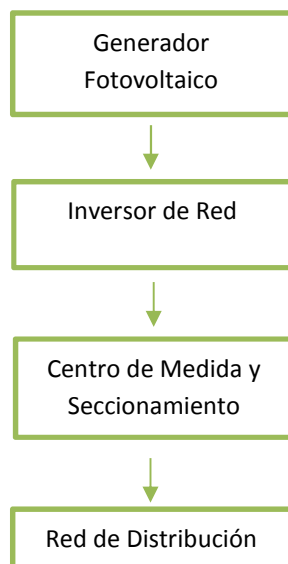 Generador
Fotovoltaico
Inversor de Red
Centro de Medida y
Seccionamiento
Red de Distribución